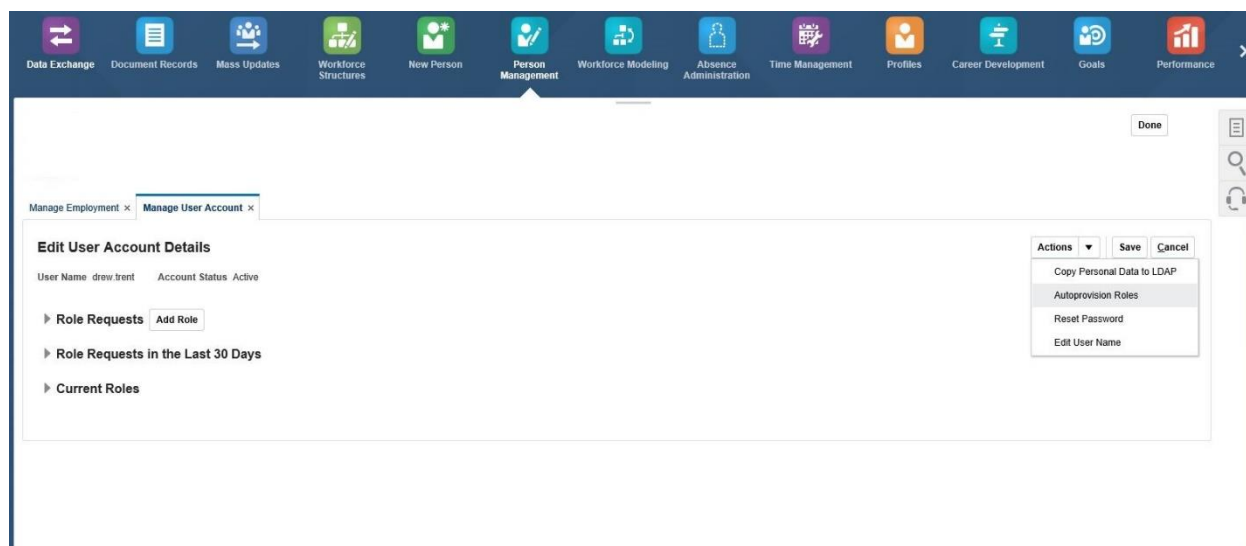 Data Exchange
Document Records
Mass Updates
Workforce
Structures
New Person
Person
Management
Workforce Modeling
Absence
Administration
Time Management
Profiles
Career Development
Goals
Performance
Done
Manage Employment ×
Manage User Account ×
Edit User Account Details
Actions
Save
Cancel
User Name drew.trent
Account Status Active
Copy Personal Data to LDAP
Autoprovision Roles
Reset Password
Edit User Name
Role Requests
Add Role
Role Requests in the Last 30 Days
Current Roles